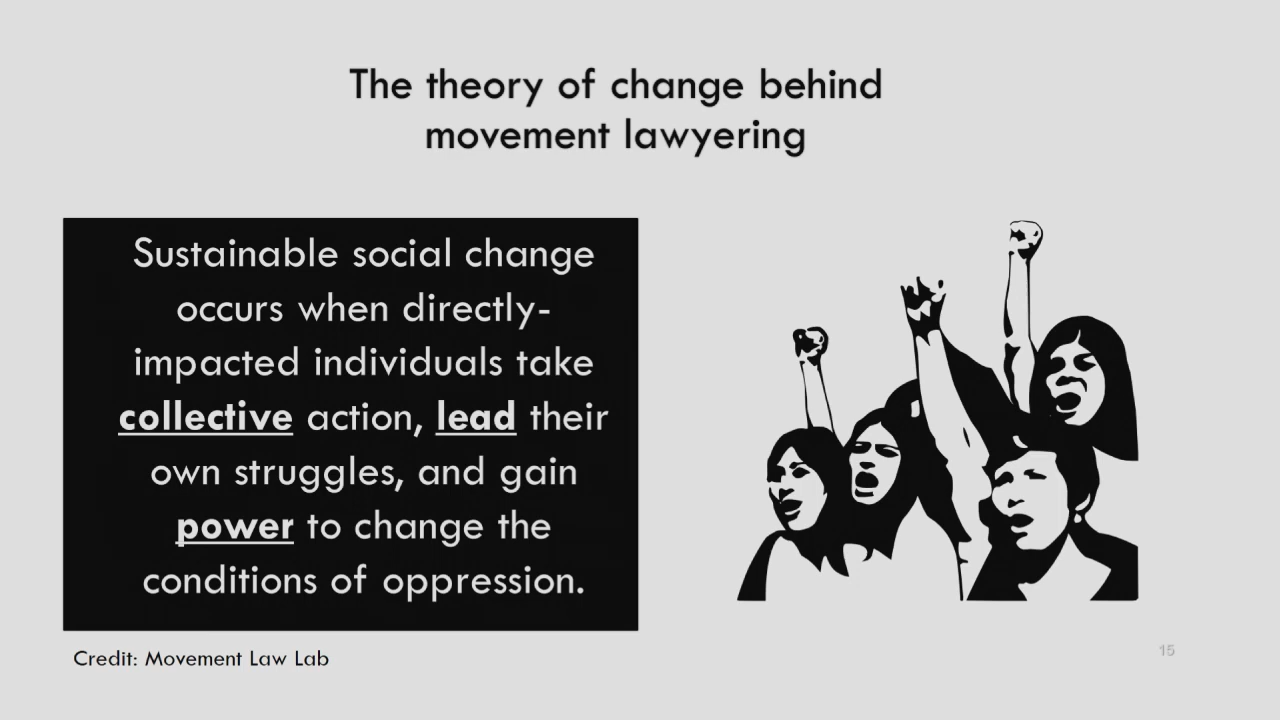 The theory of change behind
movement lawyering
Sustainable social change
occurs when directly-
impacted individuals take
collective action, lead their
own struggles, and gain
power to change the
conditions of oppression.
Credit: Movement Law Lab
15